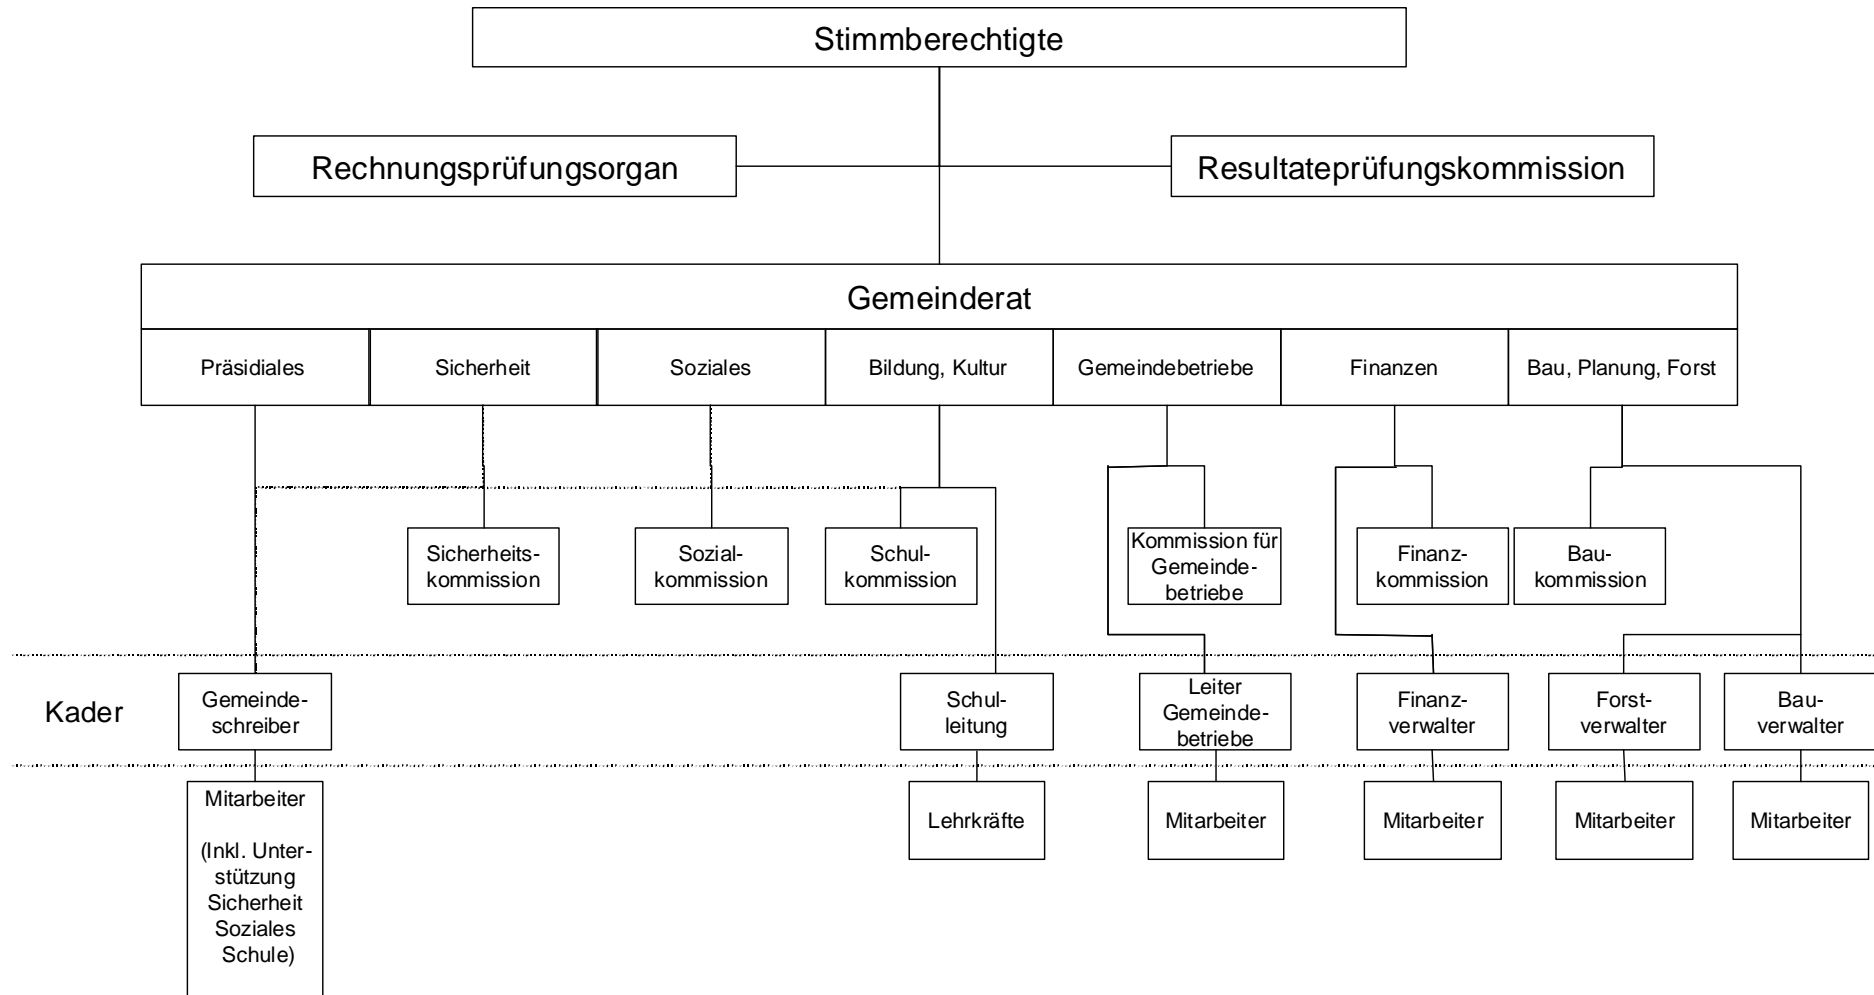 Stimmberechtigte
Rechnungsprüfungsorgan
Resultateprüfungskommission
Gemeinderat
Präsidiales
Sicherheit
Soziales
Bildung, Kultur
Gemeindebetriebe
Finanzen
Bau, Planung, Forst
Sicherheits-
kommission
Sozial-
kommission
Schul-
kommission
Kommission für
Gemeinde-
betriebe
Finanz-
kommission
Bau-
kommission
Kader
Gemeinde-
schreiber
Schul-
leitung
Leiter
Gemeinde-
betriebe
Finanz-
verwalter
Forst-
verwalter
Bau-
verwalter
Mitarbeiter
(Inkl. Unter-
stützung
Sicherheit
Soziales
Schule)
Lehrkräfte
Mitarbeiter
Mitarbeiter
Mitarbeiter
Mitarbeiter